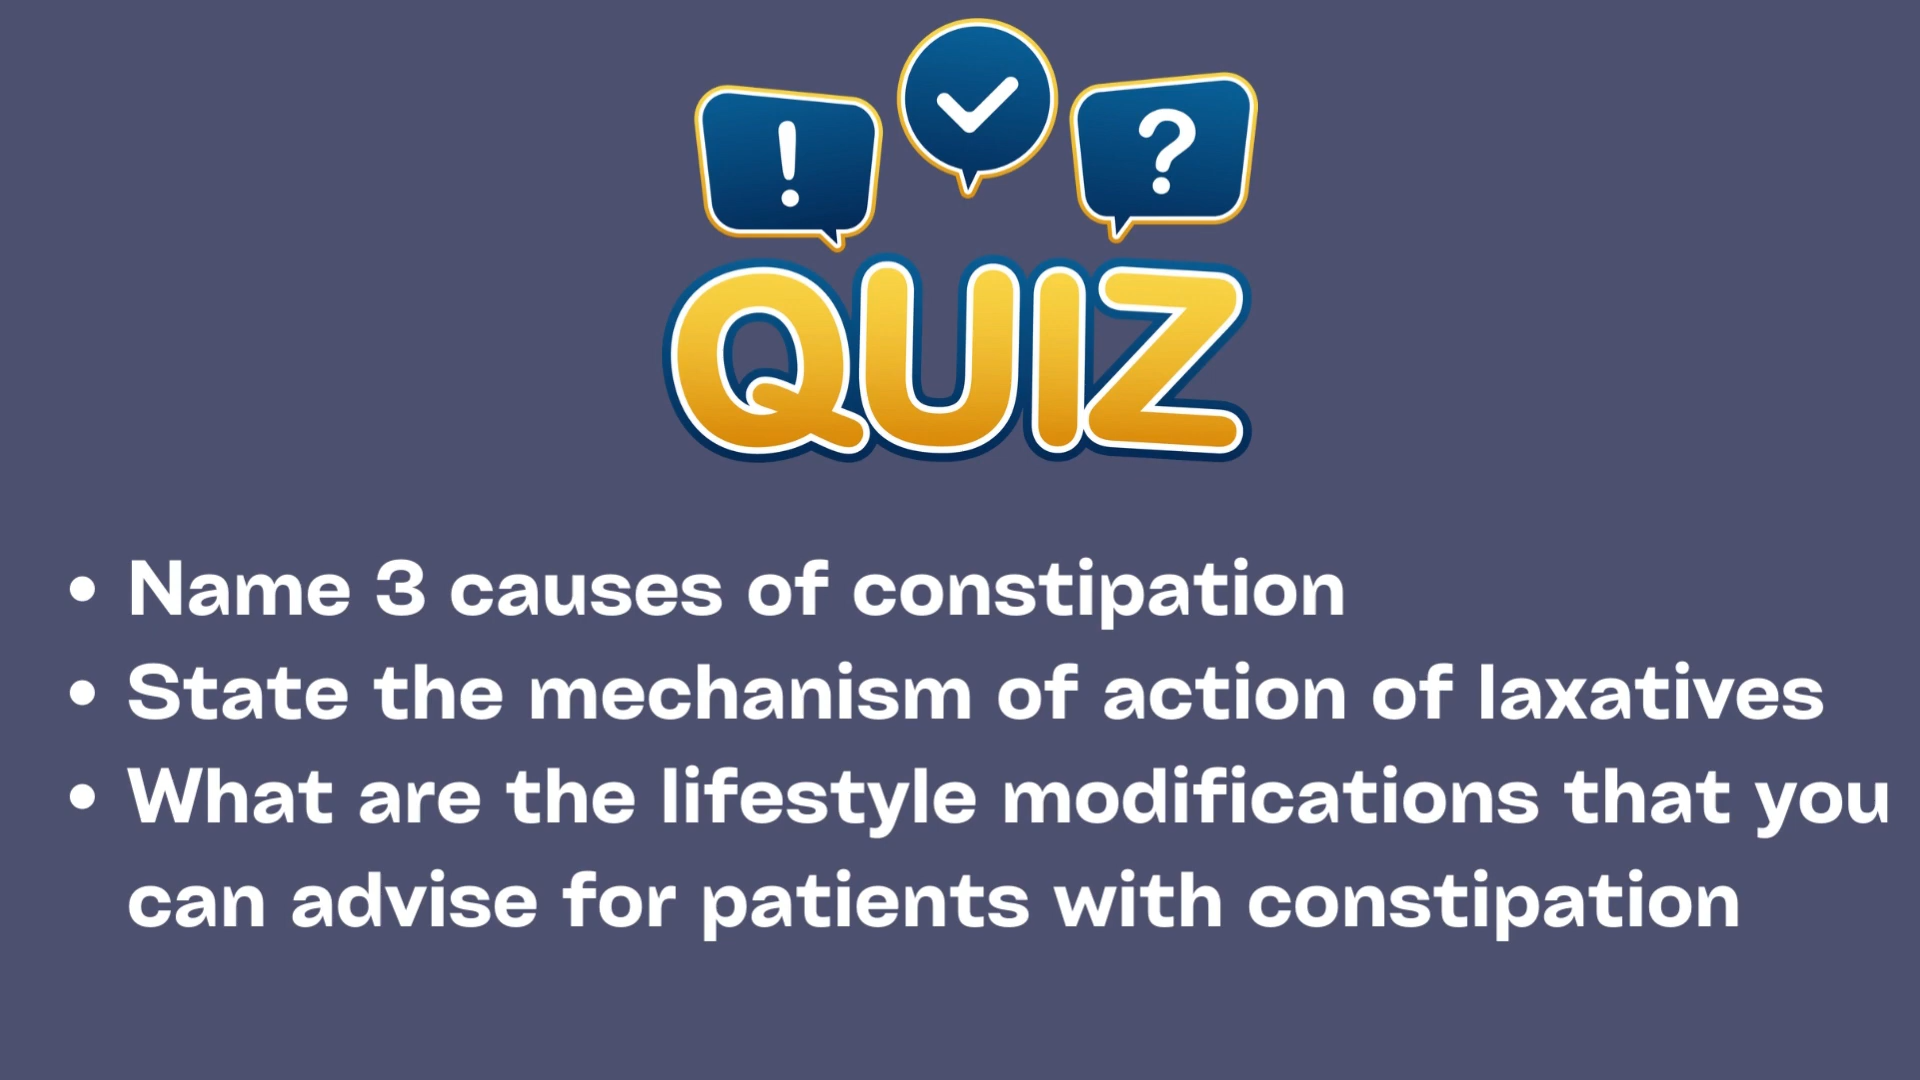 !
?
QUIZ
• Name 3 causes of constipation
• State the mechanism of action of laxatives
• What are the lifestyle modifications that you
can advise for patients with constipation